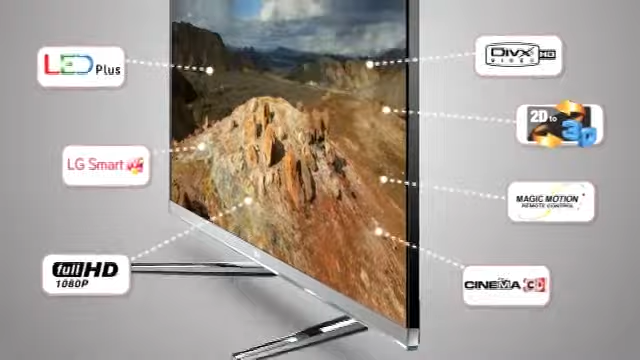 LED Plus
LG Smart
full HD
1080P
DivX HD
VIDEO
2D to 3D
MAGIC MOTION
REMOTE CONTROL
CINEMA 3D